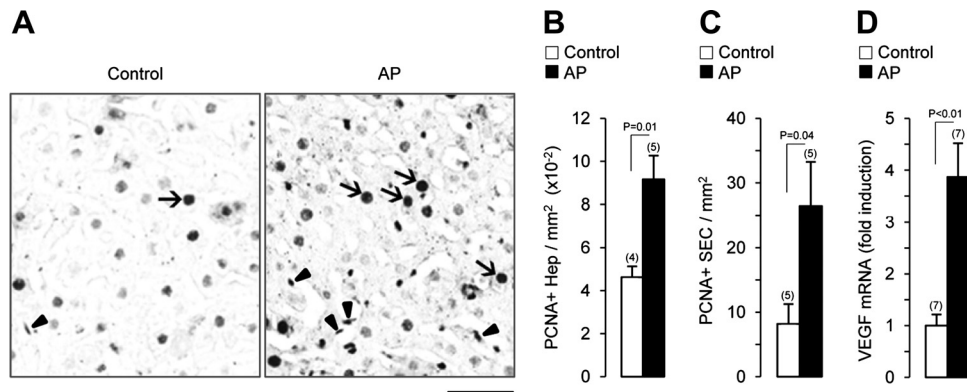 A
Control
AP
B
Control
AP
PCNA+ Hep / mm² (x10⁻²)
12
10
8
6
4
2
0
P=0.01
(4)
(5)
C
Control
AP
PCNA+ SEC / mm²
40
30
20
10
0
P=0.04
(5)
(5)
D
Control
AP
VEGF mRNA (fold induction)
5
4
3
2
1
0
P<0.01
(7)
(7)